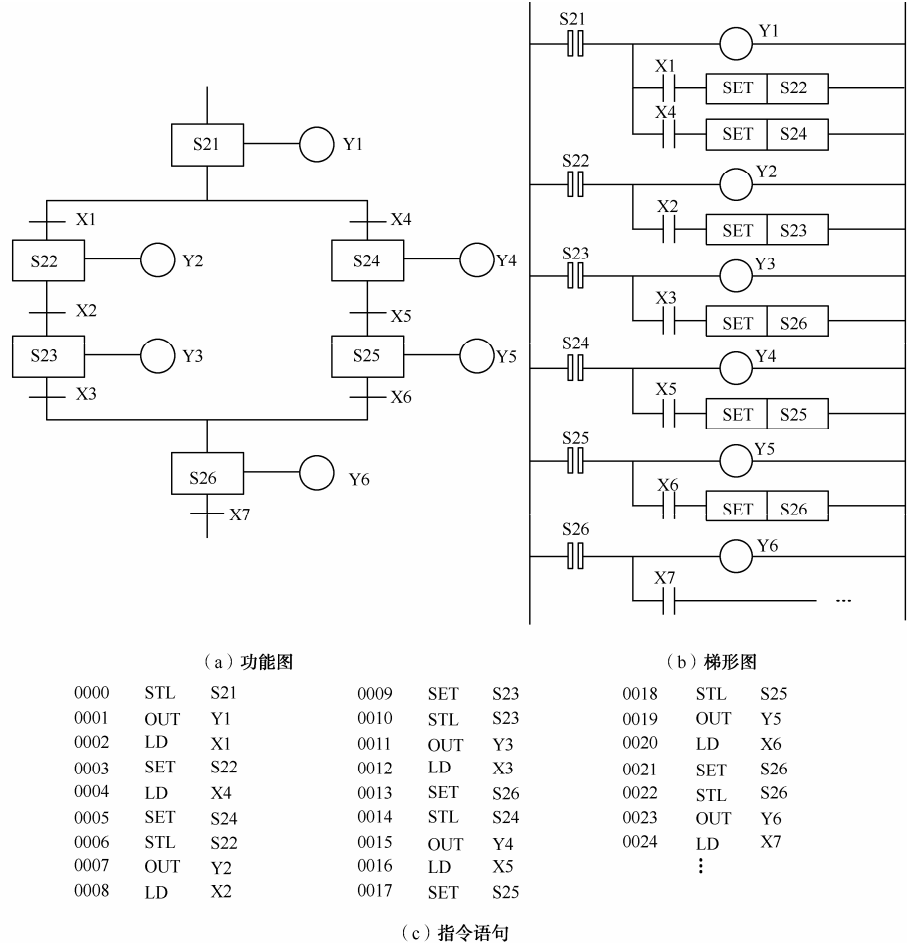 S21 Y1
X1 X4
S22 Y2 S24 Y4
X2 X5
S23 Y3 S25 Y5
X3 X6
S26 Y6
X7
(a)功能图
S21 Y1
X1 SET S22
X4 SET S24
S22 Y2
X2 SET S23
S23 Y3
X3 SET S26
S24 Y4
X5 SET S25
S25 Y5
X6 SET S26
S26 Y6
X7 ...
(b)梯形图
0000 STL S21
0001 OUT Y1
0002 LD X1
0003 SET S22
0004 LD X4
0005 SET S24
0006 STL S22
0007 OUT Y2
0008 LD X2
0009 SET S23
0010 STL S23
0011 OUT Y3
0012 LD X3
0013 SET S26
0014 STL S24
0015 OUT Y4
0016 LD X5
0017 SET S25
0018 STL S25
0019 OUT Y5
0020 LD X6
0021 SET S26
0022 STL S26
0023 OUT Y6
0024 LD X7
⋮
(c)指令语句